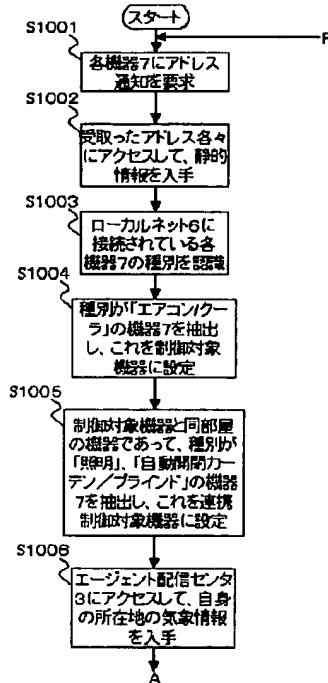 スタート
F
S1001
各機器7にアドレス
通知を要求
S1002
受取ったアドレス各々
にアクセスして、静的
情報を入手
S1003
ローカルネット6に
接続されている各
機器7の種別を認識
S1004
種別が「エアコン/クー
ラ」の機器7を抽出
し、これを制御対象
機器に設定
S1005
制御対象機器と同部屋
の機器であって、種別が
「照明」、「自動開閉カー
テン/ブラインド」の機器
7を抽出し、これを連携
制御対象機器に設定
S1006
エージェント配信センタ
3にアクセスして、自身
の所在地の気象情報
を入手
A